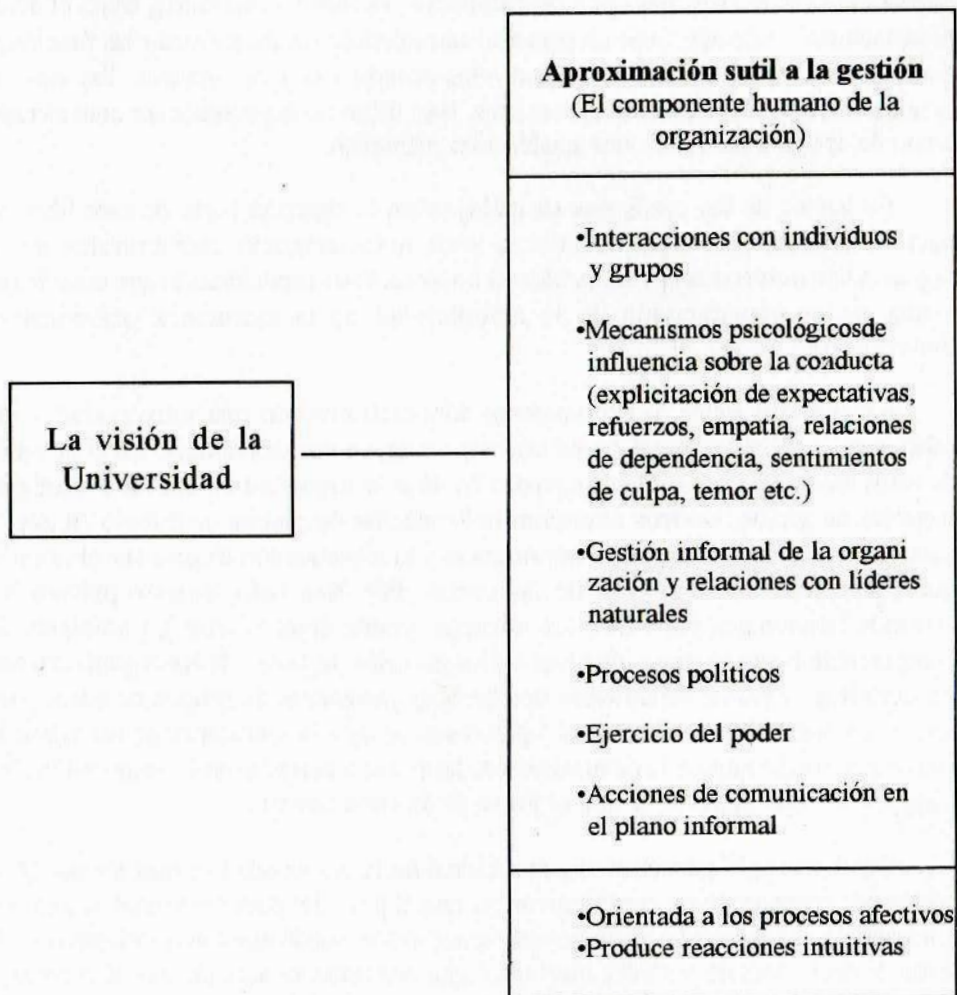 Aproximación sutil a la gestión
(El componente humano de la
organización)
La visión de la
Universidad
•Interacciones con individuos
y grupos
•Mecanismos psicológicosde
influencia sobre la conducta
(explicitación de expectativas,
refuerzos, empatía, relaciones
de dependencia, sentimientos
de culpa, temor etc.)
•Gestión informal de la organi
zación y relaciones con líderes
naturales
•Procesos políticos
•Ejercicio del poder
•Acciones de comunicación en
el plano informal
•Orientada a los procesos afectivos
•Produce reacciones intuitivas